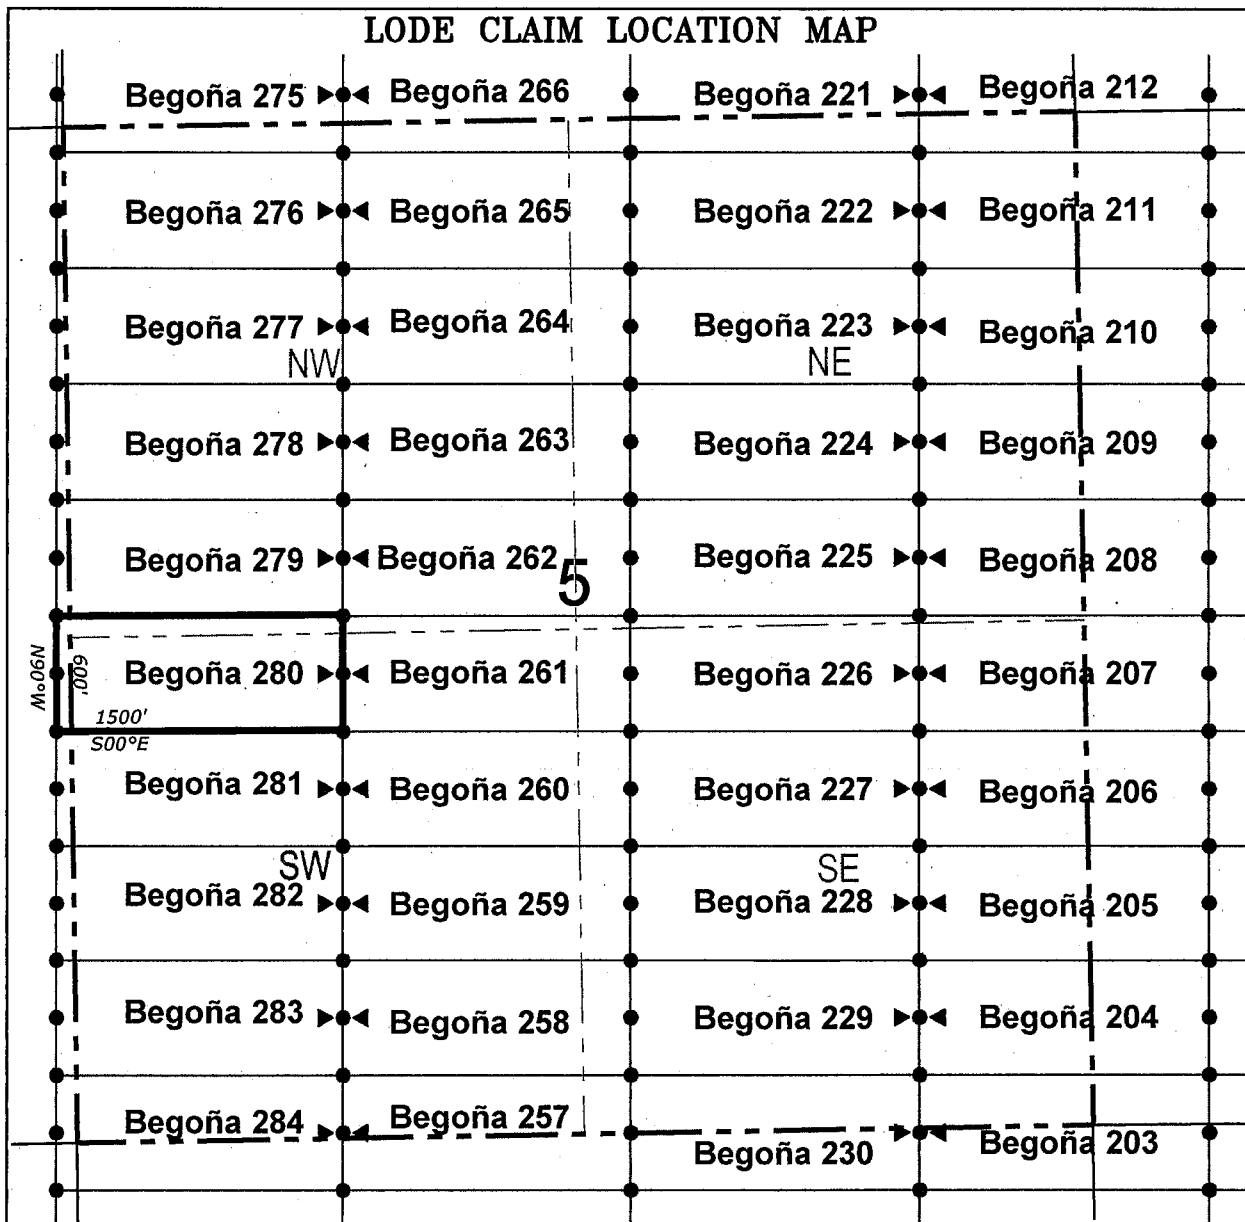 LODE CLAIM LOCATION MAP
Begoña 275 Begoña 266 Begoña 221 Begoña 212
Begoña 276 Begoña 265 Begoña 222 Begoña 211
Begoña 277 Begoña 264 Begoña 223 Begoña 210
NW NE
Begoña 278 Begoña 263 Begoña 224 Begoña 209
Begoña 279 Begoña 262 Begoña 225 Begoña 208
5
N90°W 600' Begoña 280 Begoña 261 Begoña 226 Begoña 207
1500'
S00°E
Begoña 281 Begoña 260 Begoña 227 Begoña 206
SW SE
Begoña 282 Begoña 259 Begoña 228 Begoña 205
Begoña 283 Begoña 258 Begoña 229 Begoña 204
Begoña 284 Begoña 257 Begoña 230 Begoña 203